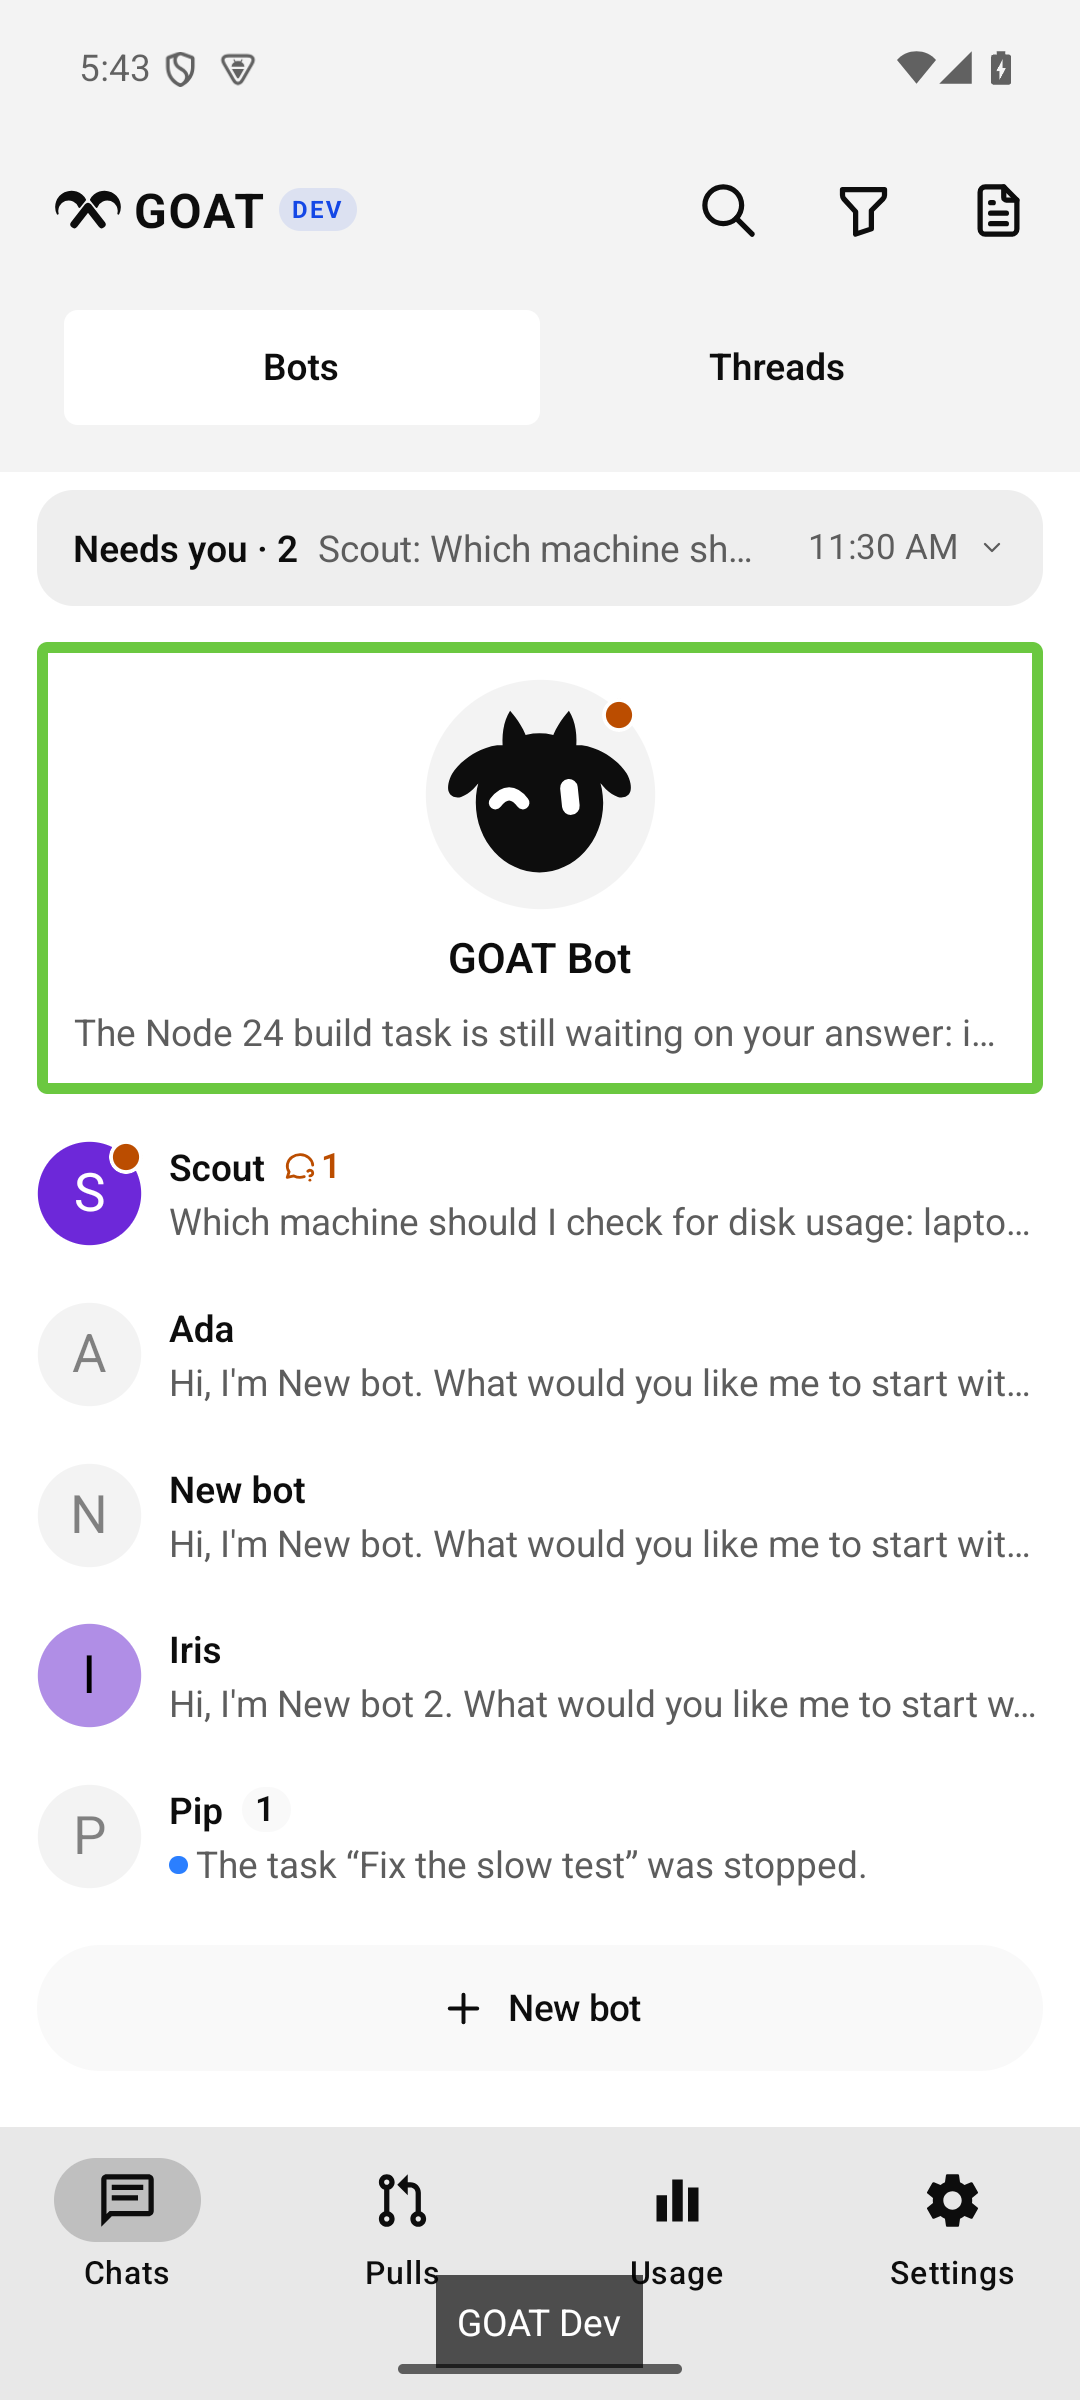 5:43
GOAT DEV
Bots Threads
Needs you · 2 Scout: Which machine sh… 11:30 AM
GOAT Bot
The Node 24 build task is still waiting on your answer: i…
S
Scout 1
Which machine should I check for disk usage: lapto…
A
Ada
Hi, I'm New bot. What would you like me to start wit…
N
New bot
Hi, I'm New bot. What would you like me to start wit…
I
Iris
Hi, I'm New bot 2. What would you like me to start w…
P
Pip 1
The task “Fix the slow test” was stopped.
+ New bot
Chats Pulls Usage Settings
GOAT Dev